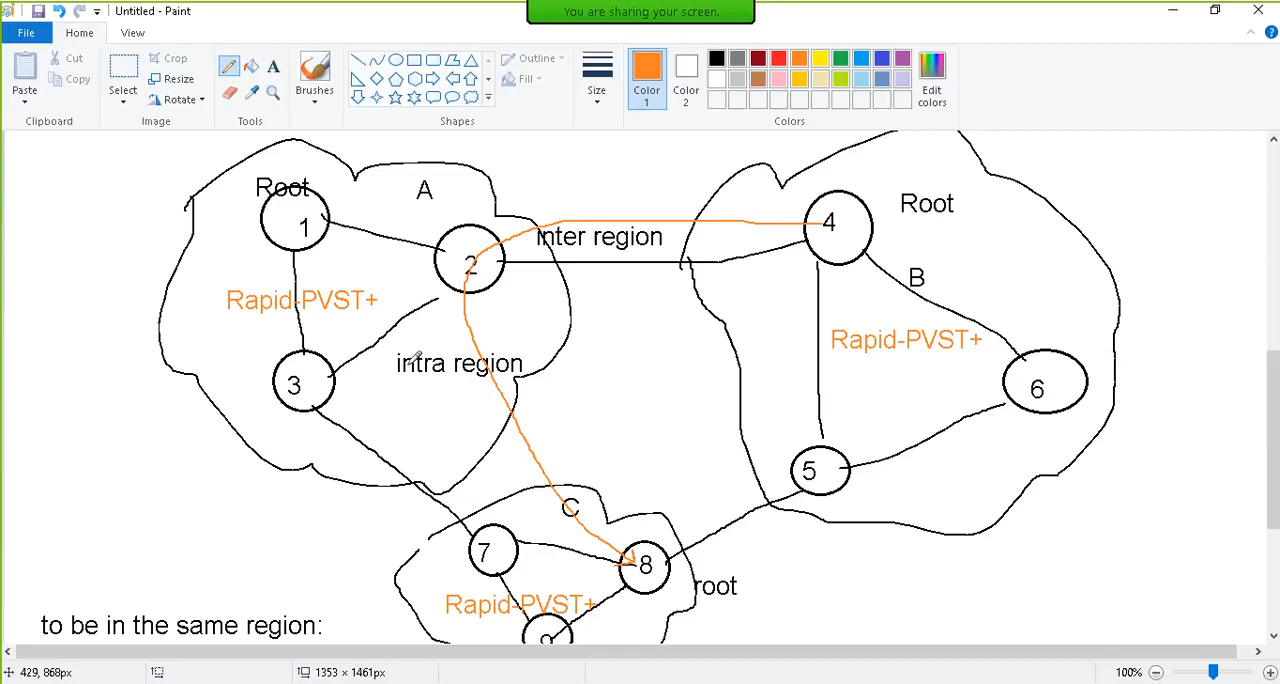 You are sharing your screen.
Untitled - Paint
File Home View
Paste
Cut
Copy
Clipboard
Select
Crop
Resize
Rotate
Image
A
Tools
Brushes
Shapes
Outline
Fill
Size
Color 1
Color 2
Edit colors
Colors
Root
A
1
2
inter region
Rapid-PVST+
3
intra region
4
Root
B
Rapid-PVST+
6
5
C
7
8
root
Rapid-PVST+
9
to be in the same region:
429, 868px
1353 × 1461px
100%